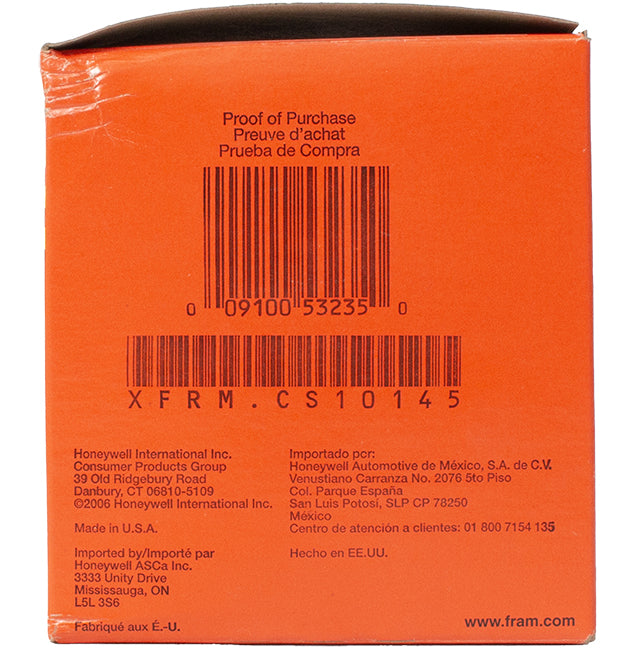 Proof of Purchase
Preuve d'achat
Prueba de Compra
0 09100 53235 0
XFRM.CS10145
Honeywell International Inc.
Consumer Products Group
39 Old Ridgebury Road
Danbury, CT 06810-5109
©2006 Honeywell International Inc.
Made in U.S.A.
Imported by/Importé par
Honeywell ASCa Inc.
3333 Unity Drive
Mississauga, ON
L5L 3S6
Fabriqué aux É.-U.
Importado por:
Honeywell Automotive de México, S.A. de C.V.
Venustiano Carranza No. 2076 5to Piso
Col. Parque España
San Luis Potosí, SLP CP 78250
México
Centro de atención a clientes: 01 800 7154 135
Hecho en EE.UU.
www.fram.com